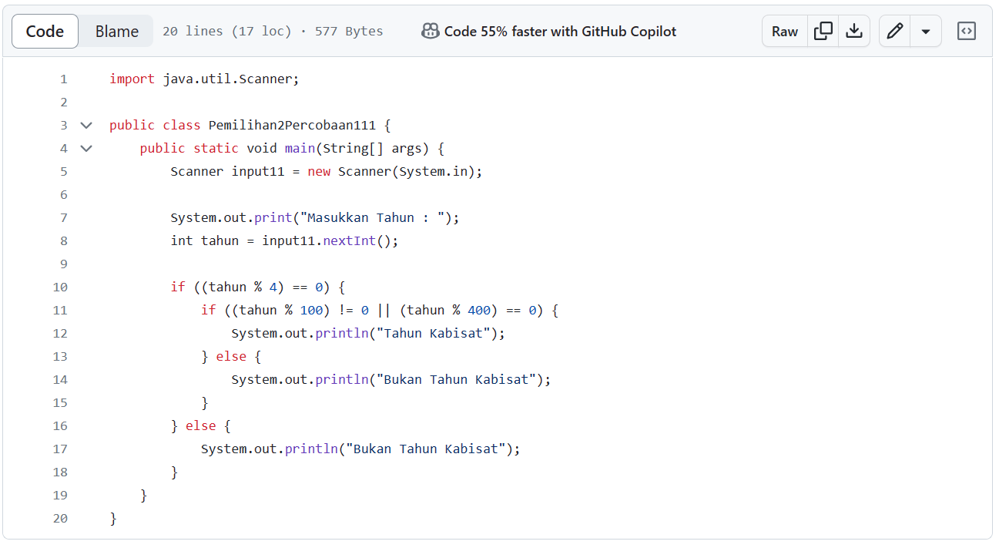 Code Blame 20 lines (17 loc) · 577 Bytes Code 55% faster with GitHub Copilot Raw
1 import java.util.Scanner;
2
3 public class Pemilihan2Percobaan111 {
4     public static void main(String[] args) {
5         Scanner input11 = new Scanner(System.in);
6
7         System.out.print("Masukkan Tahun : ");
8         int tahun = input11.nextInt();
9
10         if ((tahun % 4) == 0) {
11             if ((tahun % 100) != 0 || (tahun % 400) == 0) {
12                 System.out.println("Tahun Kabisat");
13             } else {
14                 System.out.println("Bukan Tahun Kabisat");
15             }
16         } else {
17             System.out.println("Bukan Tahun Kabisat");
18         }
19     }
20 }